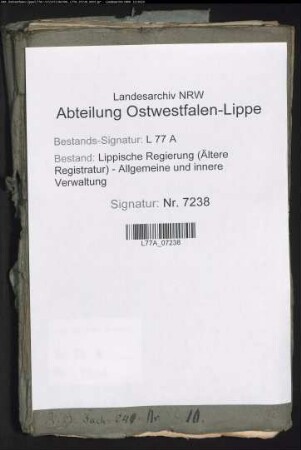 Landesarchiv NRW
Abteilung Ostwestfalen-Lippe
Bestands-Signatur: L 77 A
Bestand: Lippische Regierung (Ältere
Registratur) - Allgemeine und innere
Verwaltung
Signatur: Nr. 7238
L77A_07238